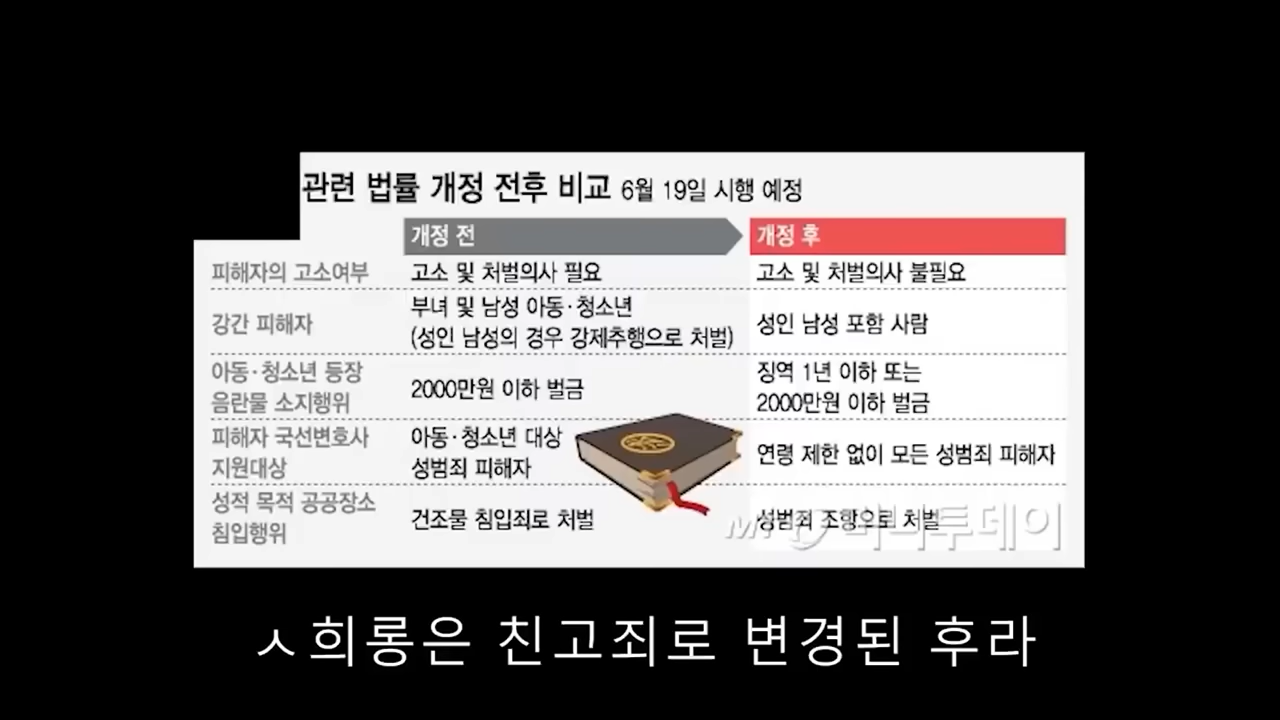 관련 법률 개정 전후 비교 6월 19일 시행 예정
개정 전 개정 후
피해자의 고소여부 고소 및 처벌의사 필요 고소 및 처벌의사 불필요
강간 피해자 부녀 및 남성 아동·청소년 (성인 남성의 경우 강제추행으로 처벌) 성인 남성 포함 사람
아동·청소년 등장 음란물 소지행위 2000만원 이하 벌금 징역 1년 이하 또는 2000만원 이하 벌금
피해자 국선변호사 지원대상 아동·청소년 대상 성범죄 피해자 연령 제한 없이 모든 성범죄 피해자
성적 목적 공공장소 침입행위 건조물 침입죄로 처벌 성범죄 조항으로 처벌
머니투데이
ㅅ희롱은 친고죄로 변경된 후라